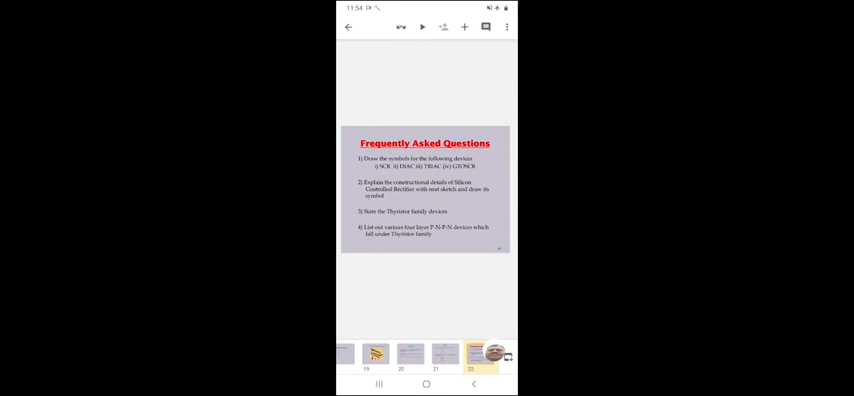 11:54
Frequently Asked Questions
1) Draw the symbols for the following devices
i) SCR ii) DIAC iii) TRIAC (iv) GTOSCR
2) Explain the constructional details of Silicon
Controlled Rectifier with neat sketch and draw its
symbol
3) State the Thyristor family devices
4) List out various four layer P-N-P-N devices which
fall under Thyristor family
19
20
21
22